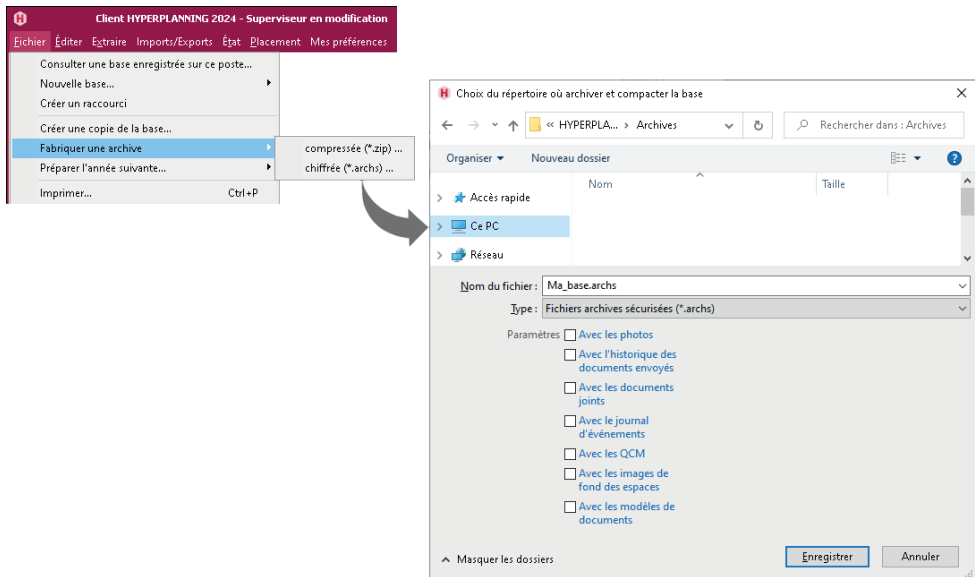 Client HYPERPLANNING 2024 - Superviseur en modification
Fichier Éditer Extraire Imports/Exports État Placement Mes préférences
Consulter une base enregistrée sur ce poste...
Nouvelle base...
Créer un raccourci
Créer une copie de la base...
Fabriquer une archive
Préparer l'année suivante...
Imprimer... Ctrl+P
compressée (*.zip) ...
chiffrée (*.archs) ...
Choix du répertoire où archiver et compacter la base
« HYPERPLA... › Archives
Rechercher dans : Archives
Organiser Nouveau dossier
Nom Taille
Accès rapide
Ce PC
Réseau
Nom du fichier : Ma_base.archs
Type : Fichiers archives sécurisées (*.archs)
Paramètres Avec les photos
Avec l'historique des
documents envoyés
Avec les documents
joints
Avec le journal
d'événements
Avec les QCM
Avec les images de
fond des espaces
Avec les modèles de
documents
Masquer les dossiers
Enregistrer Annuler